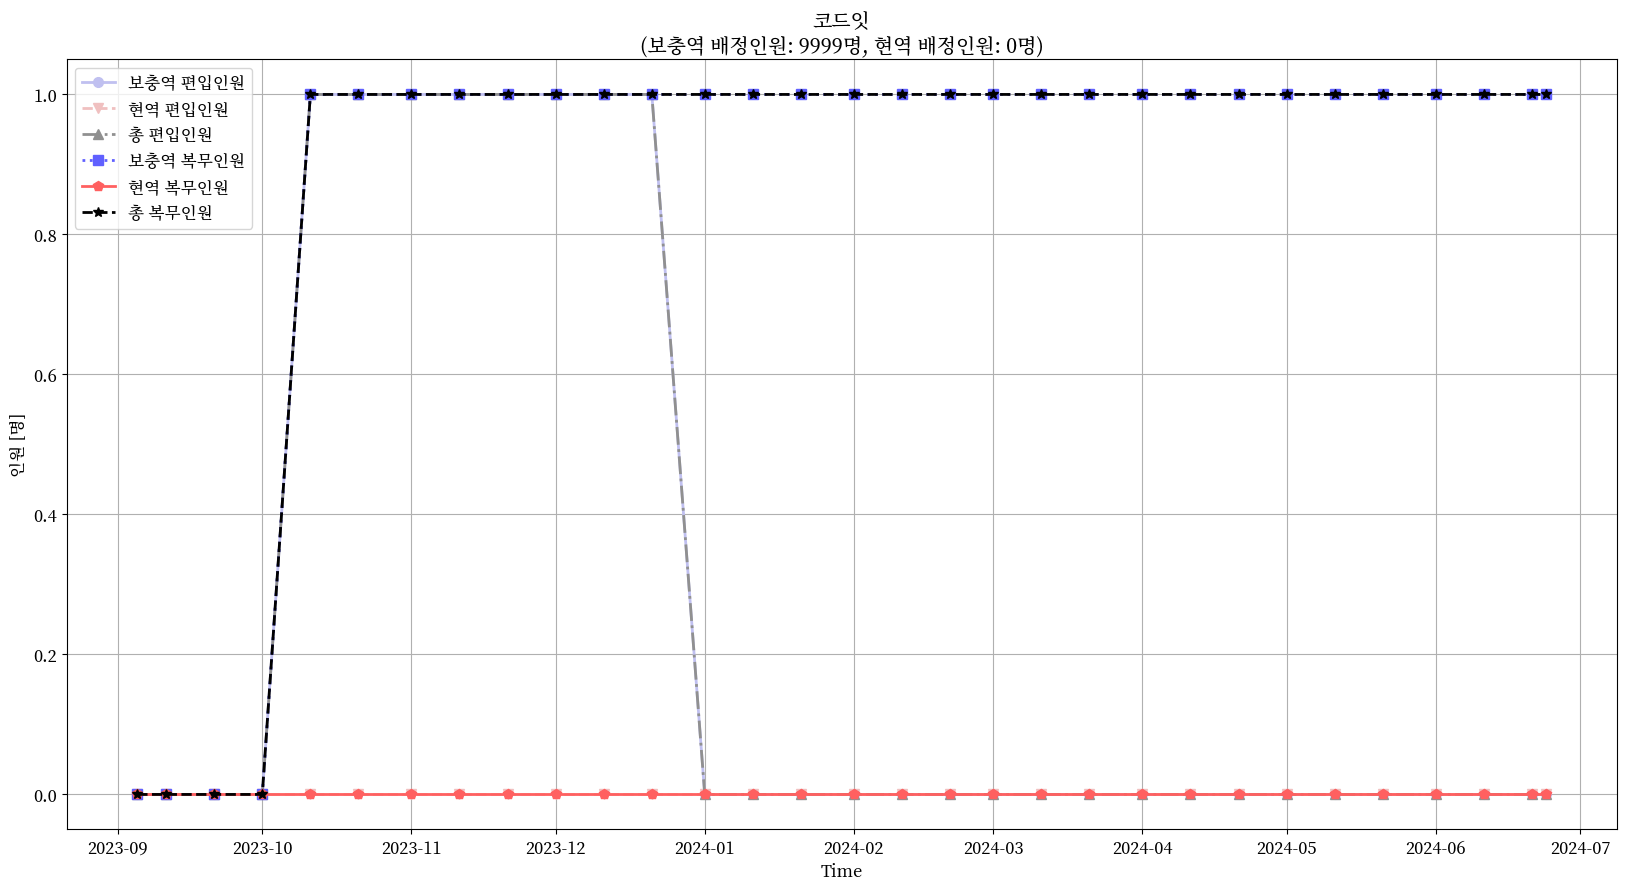 코드잇
(보충역 배정인원: 9999명, 현역 배정인원: 0명)
보충역 편입인원
현역 편입인원
총 편입인원
보충역 복무인원
현역 복무인원
총 복무인원
1.0
0.8
0.6
0.4
0.2
0.0
인원 [명]
2023-09 2023-10 2023-11 2023-12 2024-01 2024-02 2024-03 2024-04 2024-05 2024-06 2024-07
Time